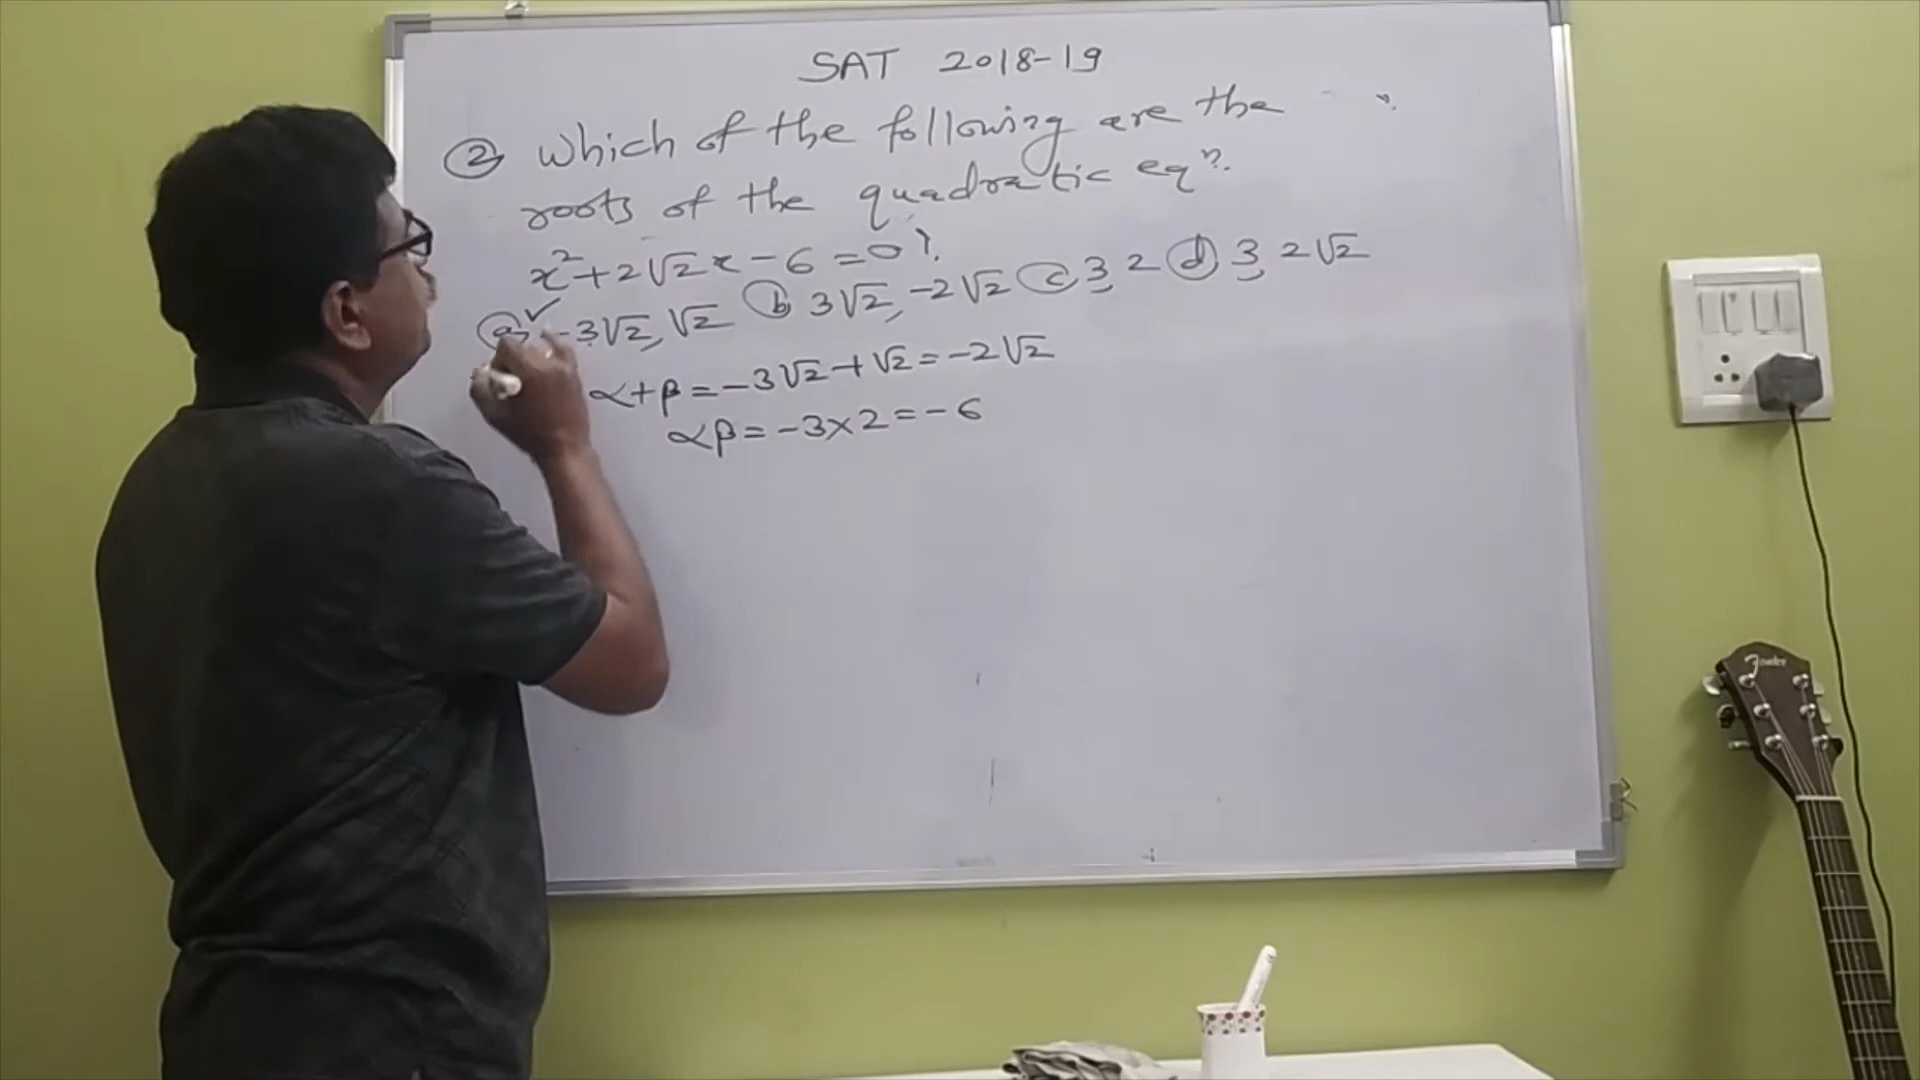 SAT 2018-19
② Which of the following are the
roots of the quadratic eqⁿ.
x²+2√2x-6=0?
ⓐ ✓ -3√2, √2 ⓑ 3√2, -2√2 ⓒ 3, 2 ⓓ 3, 2√2
α+β=-3√2+√2=-2√2
αβ=-3×2=-6
Fender